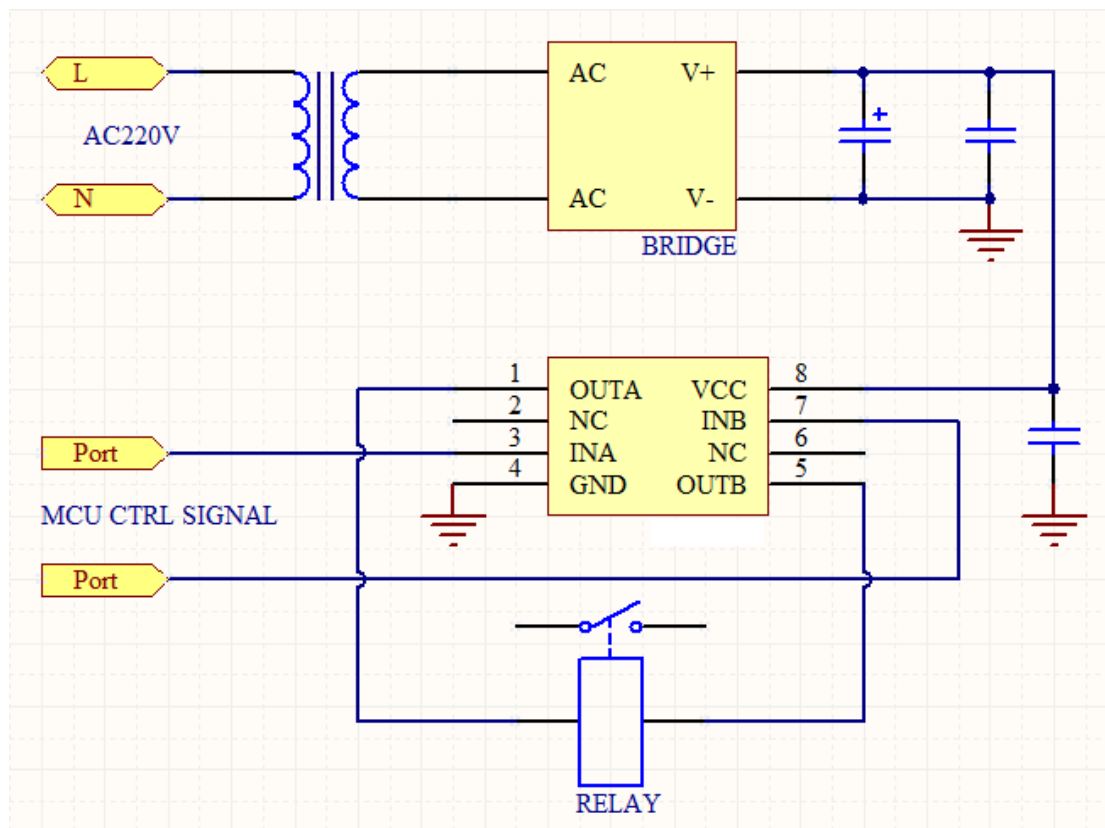 L
AC220V
N
AC V+
AC V-
BRIDGE
1 OUTA VCC 8
2 NC INB 7
3 INA NC 6
4 GND OUTB 5
Port
MCU CTRL SIGNAL
Port
RELAY
+